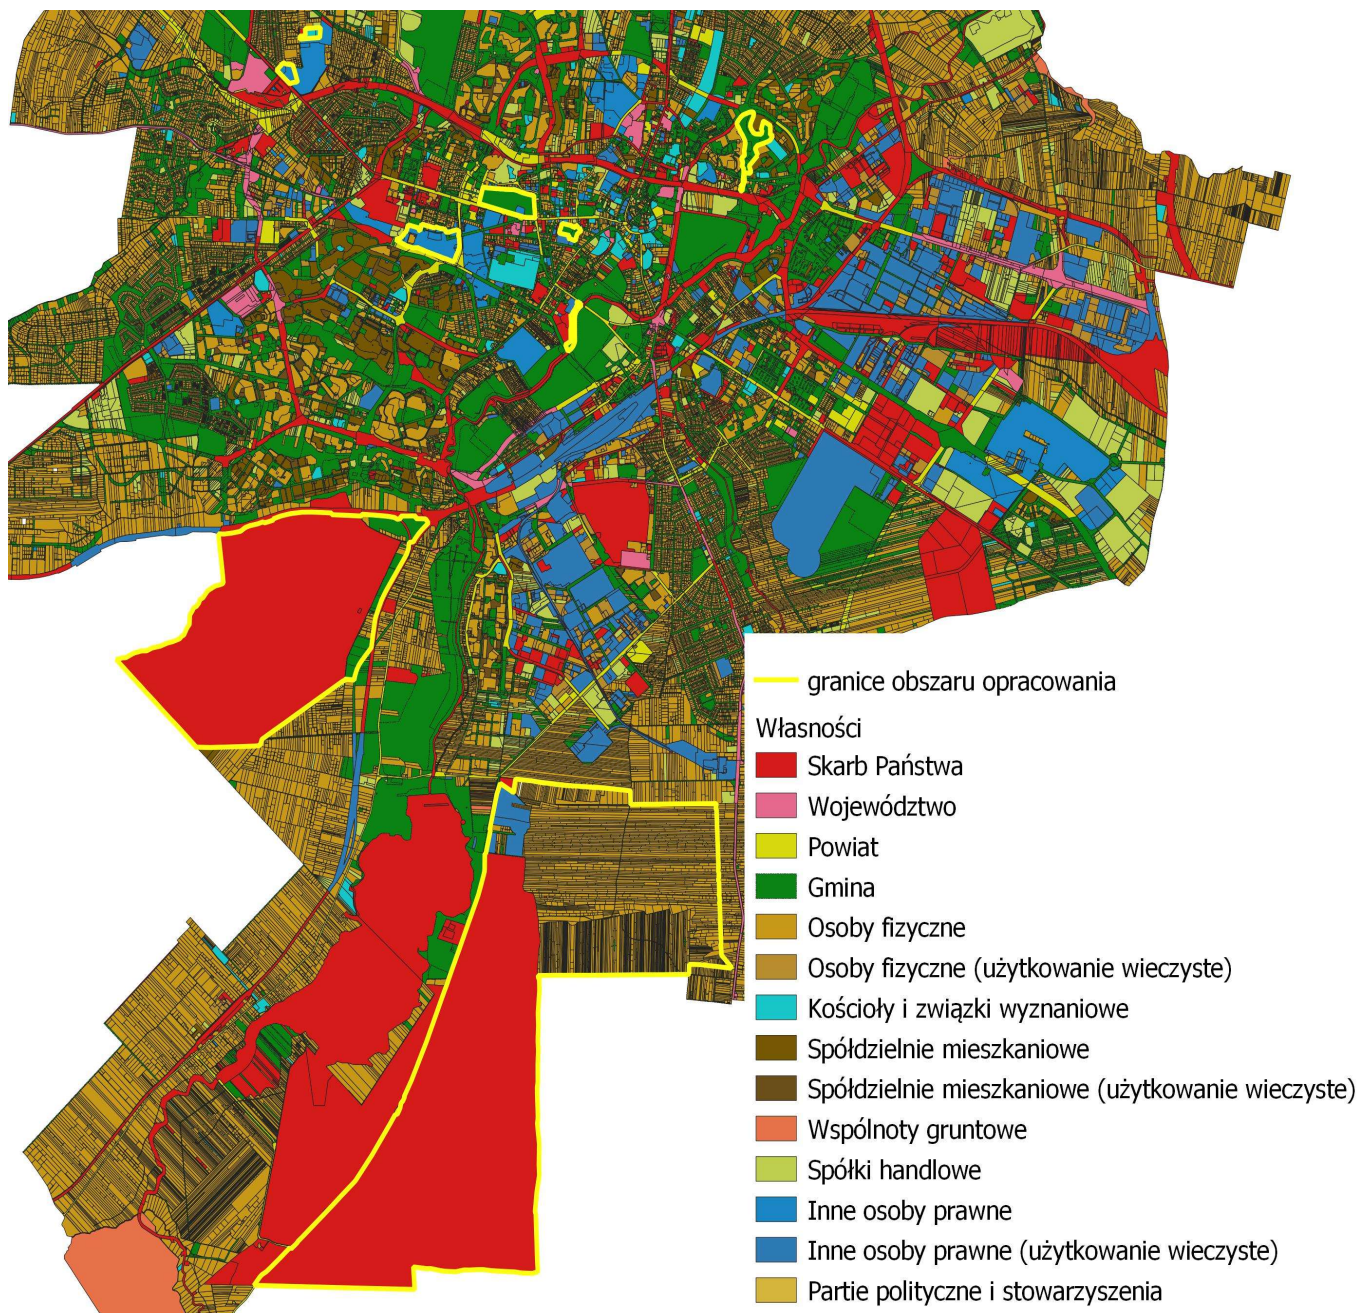 granice obszaru opracowania
Własności
Skarb Państwa
Województwo
Powiat
Gmina
Osoby fizyczne
Osoby fizyczne (użytkowanie wieczyste)
Kościoły i związki wyznaniowe
Spółdzielnie mieszkaniowe
Spółdzielnie mieszkaniowe (użytkowanie wieczyste)
Wspólnoty gruntowe
Spółki handlowe
Inne osoby prawne
Inne osoby prawne (użytkowanie wieczyste)
Partie polityczne i stowarzyszenia